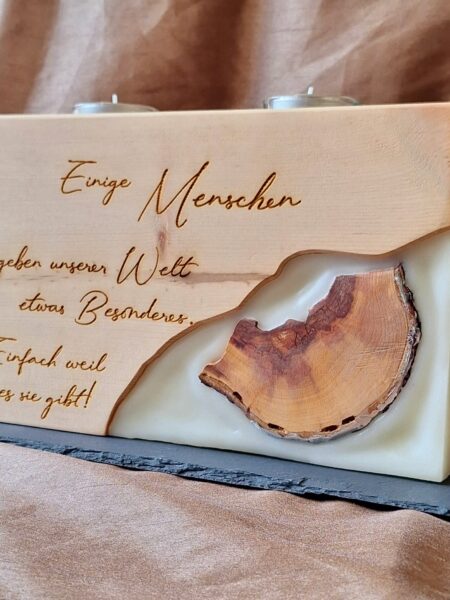 Einige Menschen
geben unserer Welt
etwas Besonderes.
Einfach weil
es sie gibt!